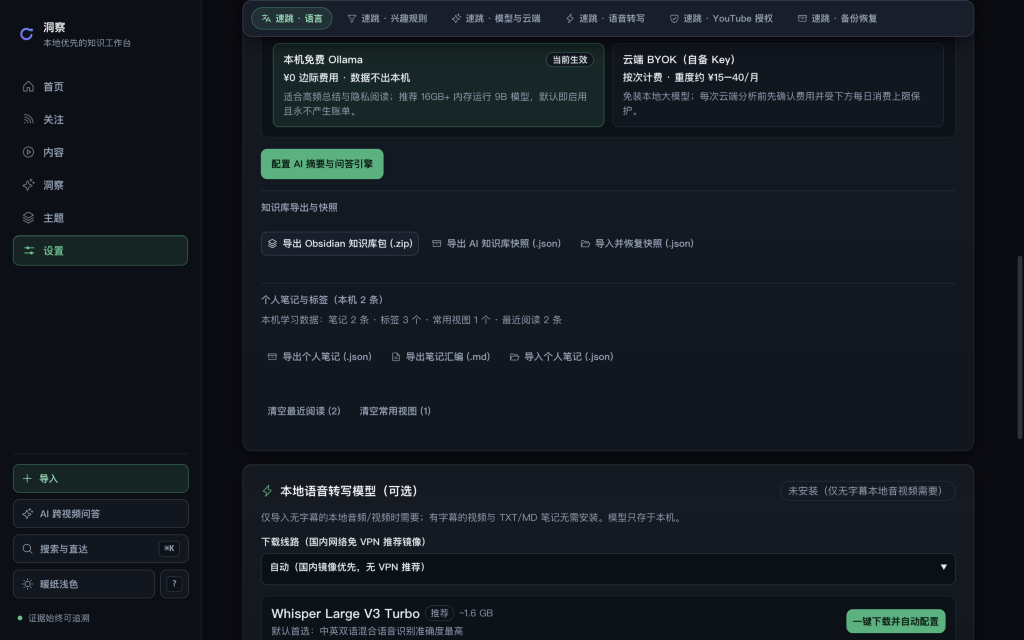 洞察
本地优先的知识工作台
首页
关注
内容
洞察
主题
设置
导入
AI 跨视频问答
搜索与直达 ⌘K
暖纸浅色 ?
证据始终可追溯
速跳 · 语言 速跳 · 兴趣规则 速跳 · 模型与云端 速跳 · 语音转写 速跳 · YouTube 授权 速跳 · 备份恢复
本机免费 Ollama 当前生效
¥0 边际费用 · 数据不出本机
适合高频总结与隐私阅读；推荐 16GB+ 内存运行 9B 模型，默认即启用
且永不产生账单。
云端 BYOK（自备 Key）
按次计费 · 重度约 ¥15—40/月
免装本地大模型；每次云端分析前先确认费用并受下方每日消费上限保
护。
配置 AI 摘要与问答引擎
知识库导出与快照
导出 Obsidian 知识库包 (.zip) 导出 AI 知识库快照 (.json) 导入并恢复快照 (.json)
个人笔记与标签（本机 2 条）
本机学习数据：笔记 2 条 · 标签 3 个 · 常用视图 1 个 · 最近阅读 2 条
导出个人笔记 (.json) 导出笔记汇编 (.md) 导入个人笔记 (.json)
清空最近阅读 (2) 清空常用视图 (1)
本地语音转写模型（可选） 未安装（仅无字幕本地音视频需要）
仅导入无字幕的本地音频/视频时需要；有字幕的视频与 TXT/MD 笔记无需安装。模型只存于本机。
下载线路（国内网络免 VPN 推荐镜像）
自动（国内镜像优先，无 VPN 推荐） ▼
Whisper Large V3 Turbo 推荐 ~1.6 GB
默认首选：中英双语混合语音识别准确度最高
一键下载并自动配置